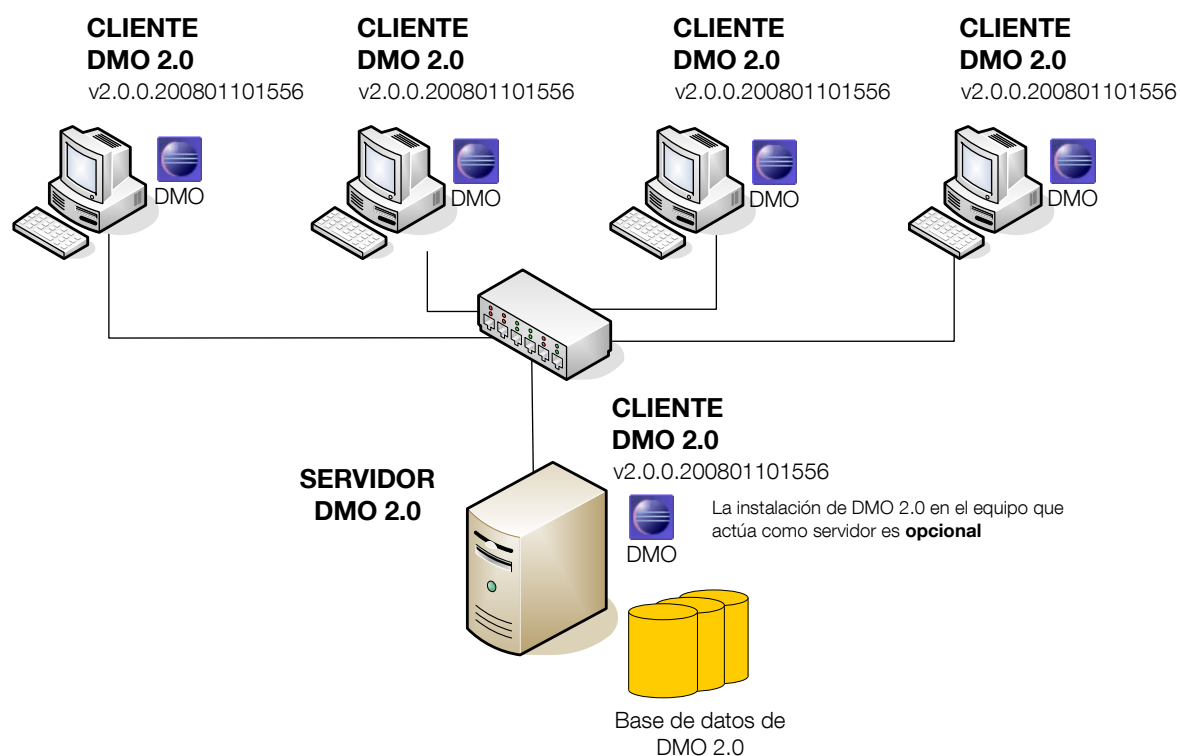 CLIENTE
DMO 2.0
v2.0.0.200801101556
DMO
CLIENTE
DMO 2.0
v2.0.0.200801101556
DMO
CLIENTE
DMO 2.0
v2.0.0.200801101556
DMO
CLIENTE
DMO 2.0
v2.0.0.200801101556
DMO
SERVIDOR
DMO 2.0
CLIENTE
DMO 2.0
v2.0.0.200801101556
DMO
La instalación de DMO 2.0 en el equipo que
actúa como servidor es opcional
Base de datos de
DMO 2.0